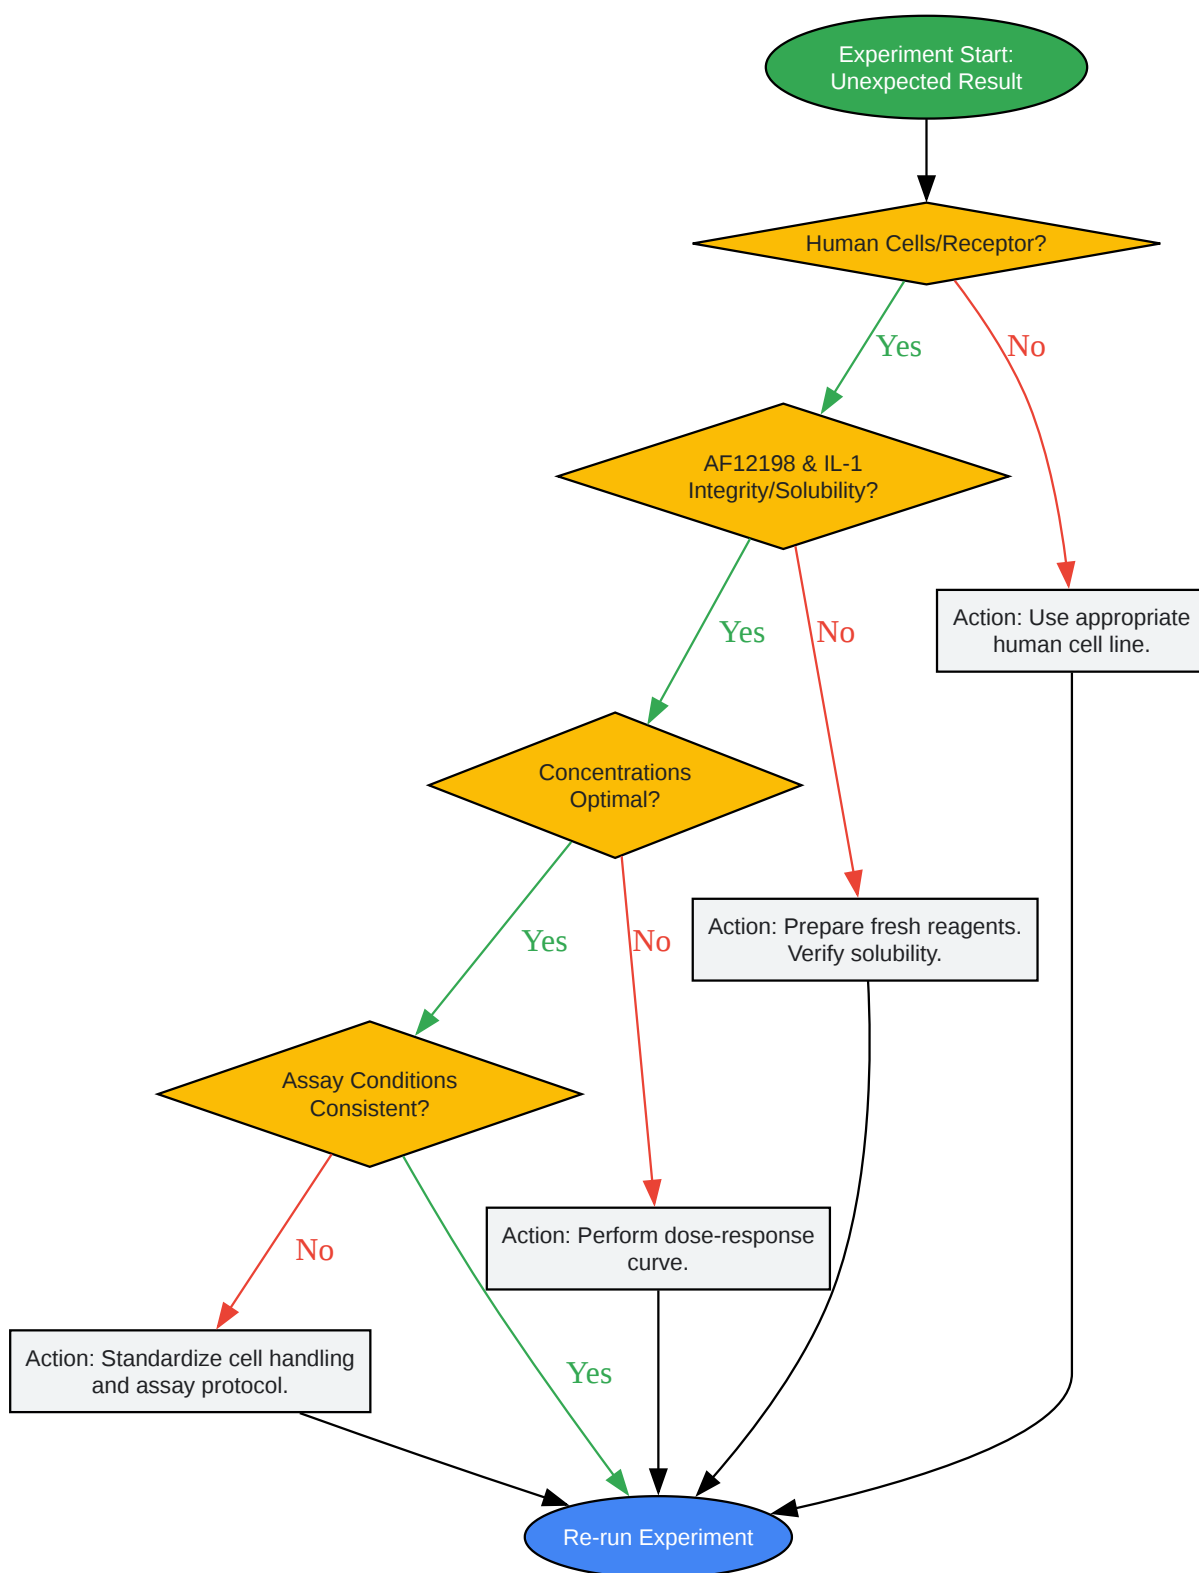 Experiment Start:
Unexpected Result
Human Cells/Receptor?
Yes
No
AF12198 & IL-1
Integrity/Solubility?
Action: Use appropriate
human cell line.
Yes
No
Concentrations
Optimal?
Action: Prepare fresh reagents.
Verify solubility.
Yes
No
Assay Conditions
Consistent?
Action: Perform dose-response
curve.
No
Action: Standardize cell handling
and assay protocol.
Yes
Re-run Experiment